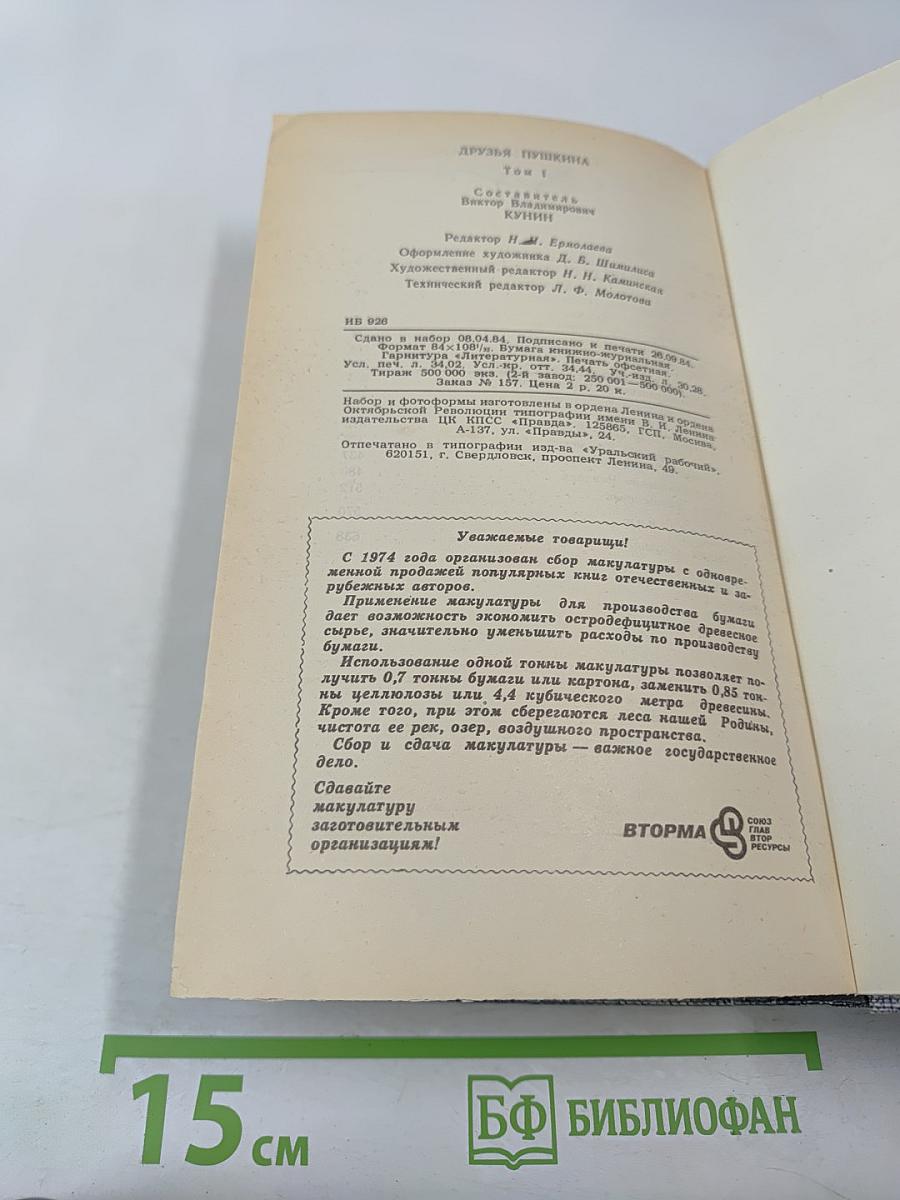 ДРУЗЬЯ ПУШКИНА
Том 1
Составитель
Виктор Владимирович
КУНИН
Редактор Н. И. Ермолаева
Оформление художника Д. Б. Шимилиса
Художественный редактор Н. Н. Каминская
Технический редактор Л. Ф. Молотова
ИБ 926
Сдано в набор 08.04.84. Подписано к печати 26.09.84.
Формат 84×108¹/₃₂. Бумага книжно-журнальная.
Гарнитура «Литературная». Печать офсетная.
Усл. печ. л. 34,02. Усл.-кр. отт. 34,44. Уч.-изд. л. 30,28.
Тираж 500 000 экз. (2-й завод: 250 001—500 000).
Заказ № 157. Цена 2 р. 20 к.
Набор и фотоформы изготовлены в ордена Ленина и ордена
Октябрьской Революции типографии имени В. И. Ленина
издательства ЦК КПСС «Правда». 125865, ГСП, Москва,
А-137, ул. «Правды», 24.
Отпечатано в типографии изд-ва «Уральский рабочий».
620151, г. Свердловск, проспект Ленина, 49.
Уважаемые товарищи!
С 1974 года организован сбор макулатуры с одновре-
менной продажей популярных книг отечественных и за-
рубежных авторов.
Применение макулатуры для производства бумаги
дает возможность экономить остродефицитное древесное
сырье, значительно уменьшить расходы по производству
бумаги.
Использование одной тонны макулатуры позволяет по-
лучить 0,7 тонны бумаги или картона, заменить 0,85 тон-
ны целлюлозы или 4,4 кубического метра древесины.
Кроме того, при этом сберегаются леса нашей Родины,
чистота ее рек, озер, воздушного пространства.
Сбор и сдача макулатуры — важное государственное
дело.
Сдавайте
макулатуру
заготовительным
организациям!
ВТОРМА
СОЮЗ
ГЛАВ
ВТОР
РЕСУРСЫ
15 см
БФ БИБЛИОФАН